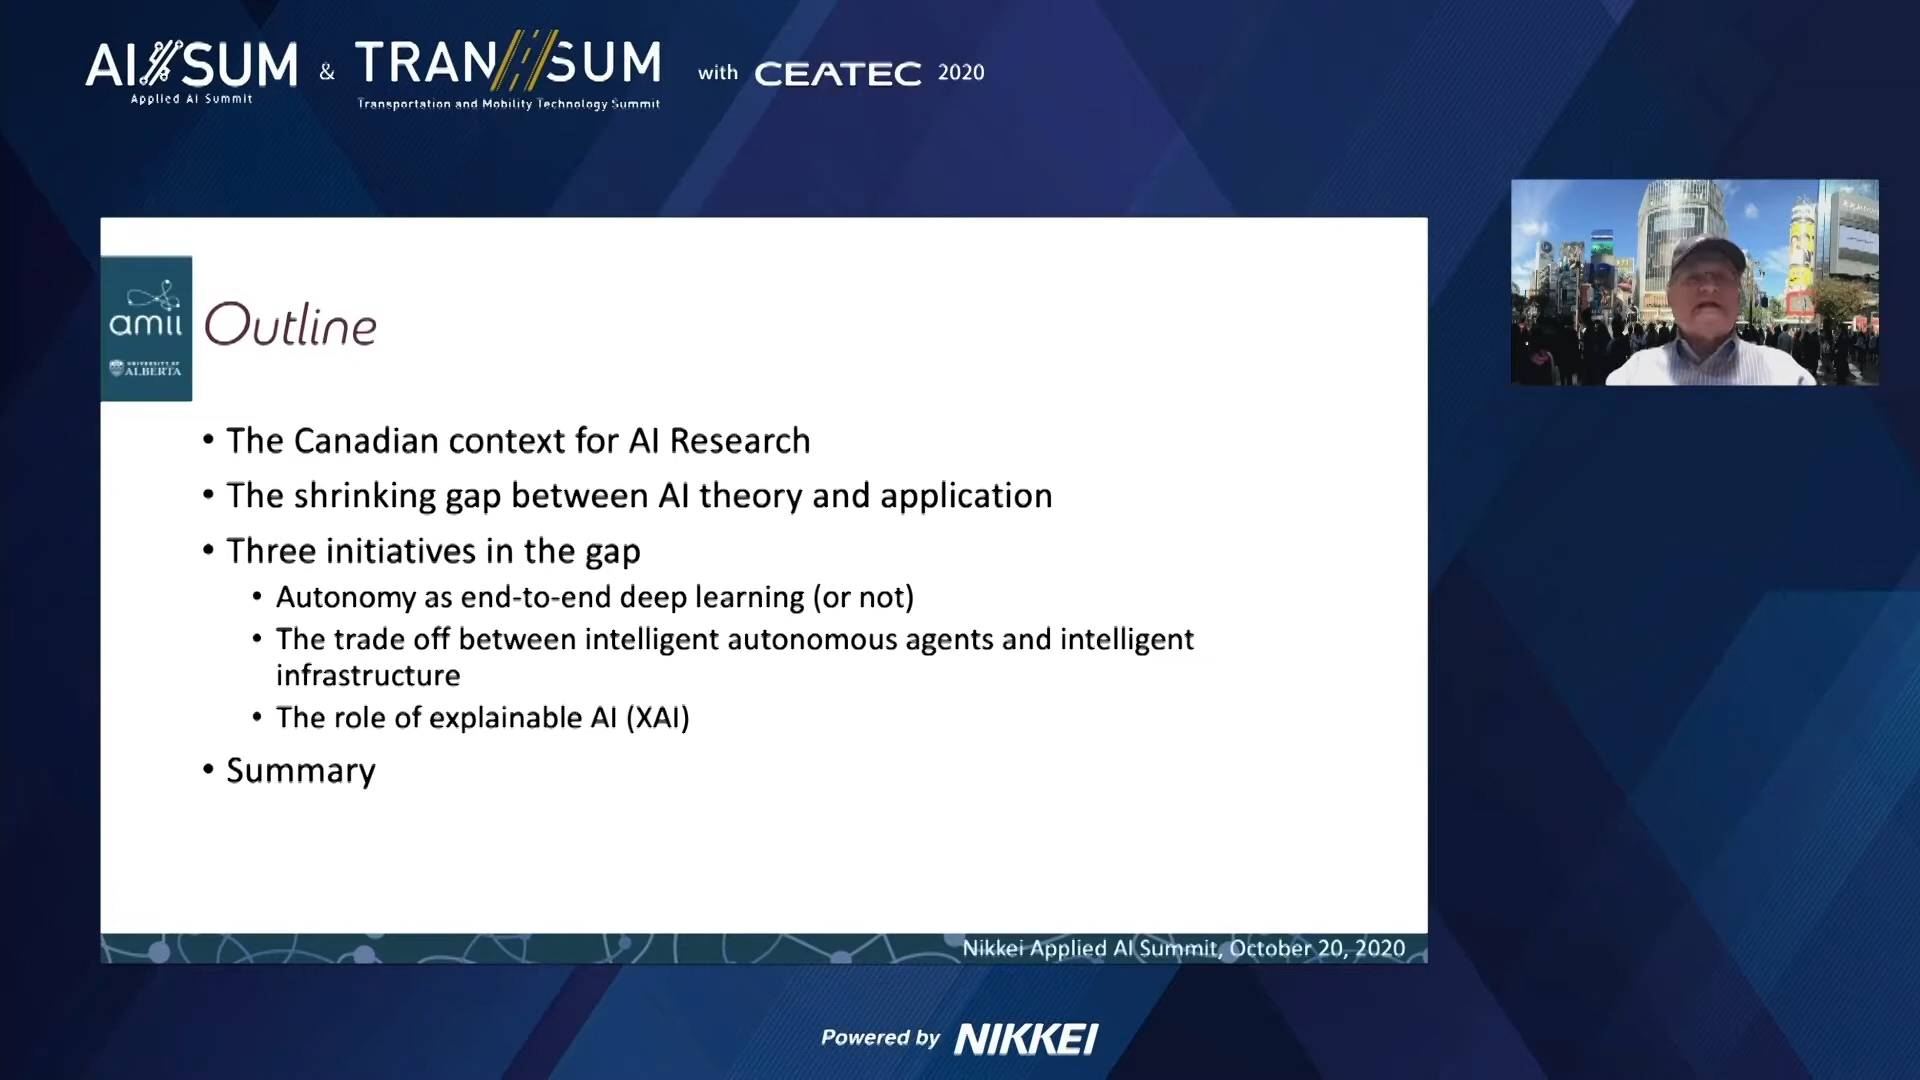 AI//SUM & TRAN//SUM with CEATEC 2020
Applied AI Summit
Transportation and Mobility Technology Summit
amii
UNIVERSITY OF
ALBERTA
Outline
• The Canadian context for AI Research
• The shrinking gap between AI theory and application
• Three initiatives in the gap
• Autonomy as end-to-end deep learning (or not)
• The trade off between intelligent autonomous agents and intelligent
infrastructure
• The role of explainable AI (XAI)
• Summary
Nikkei Applied AI Summit, October 20, 2020
Powered by NIKKEI